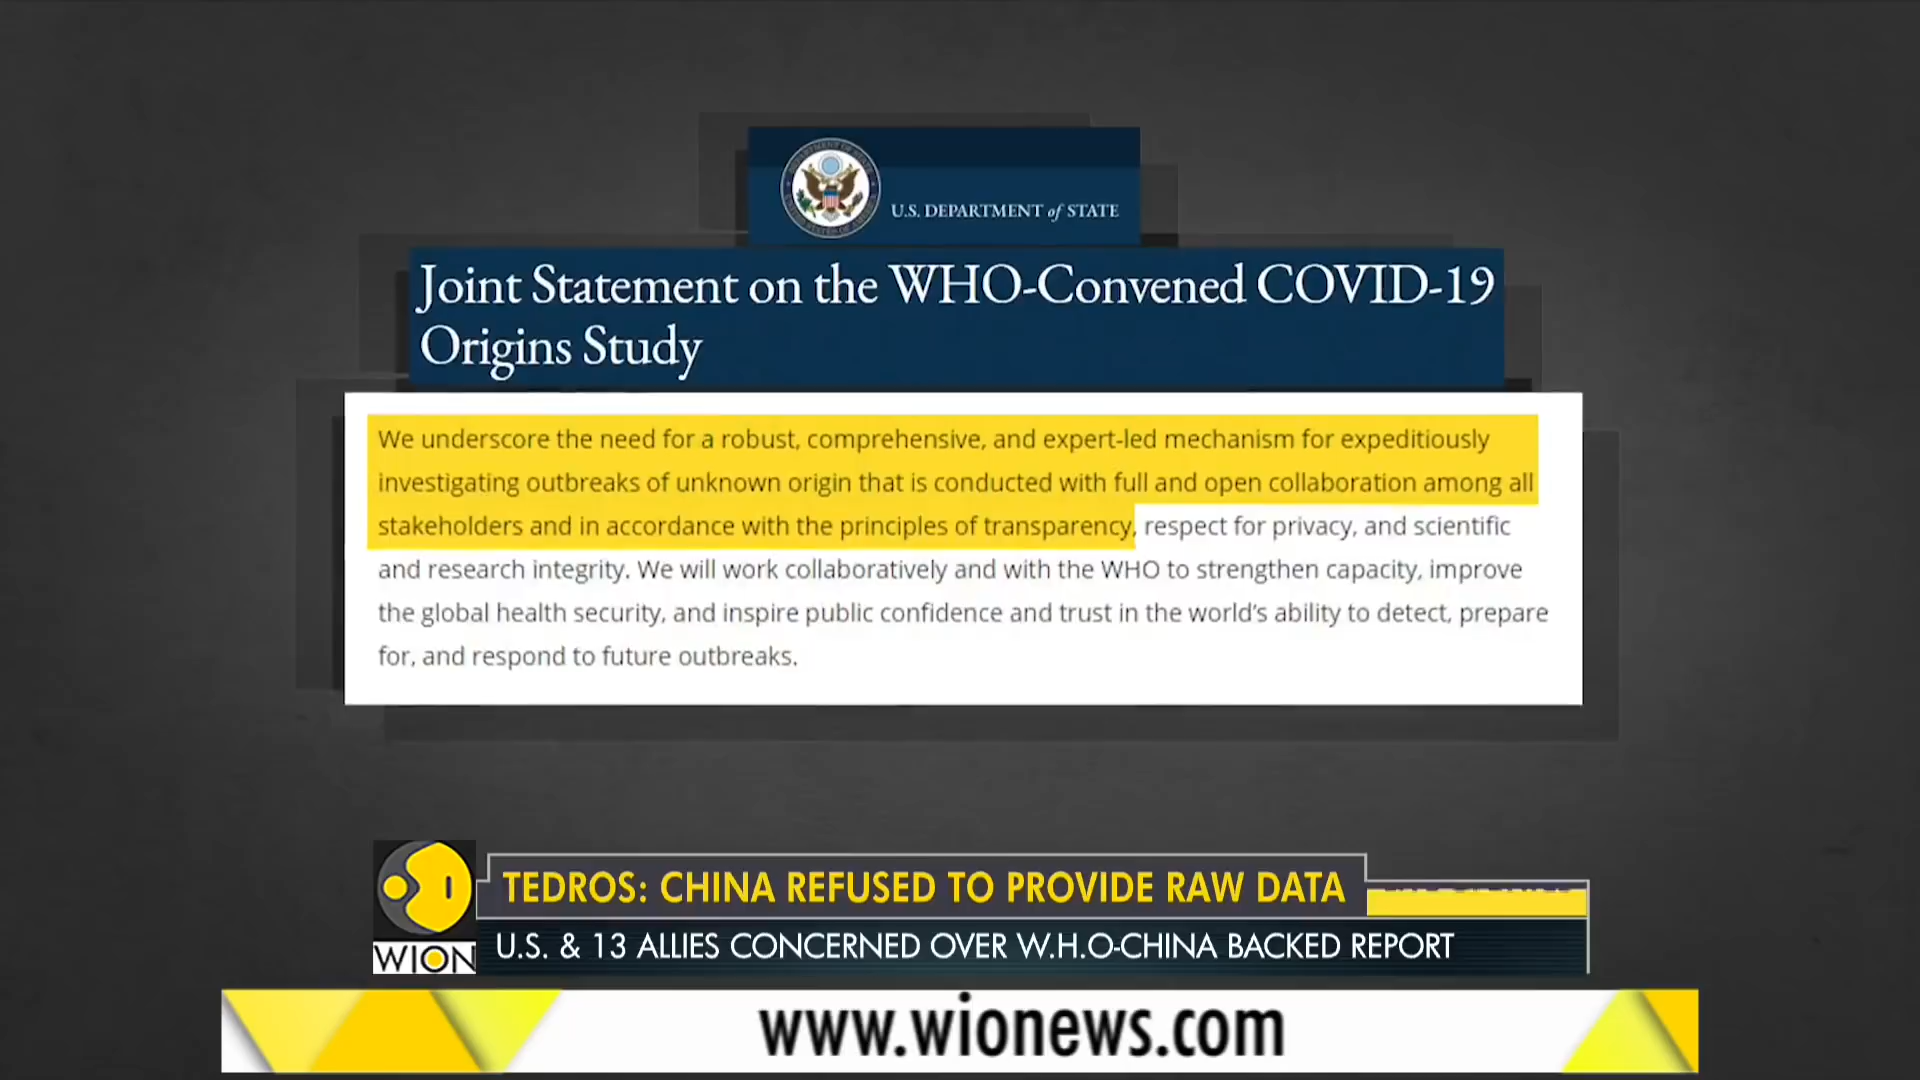 U.S. DEPARTMENT of STATE
Joint Statement on the WHO-Convened COVID-19
Origins Study
We underscore the need for a robust, comprehensive, and expert-led mechanism for expeditiously
investigating outbreaks of unknown origin that is conducted with full and open collaboration among all
stakeholders and in accordance with the principles of transparency, respect for privacy, and scientific
and research integrity. We will work collaboratively and with the WHO to strengthen capacity, improve
the global health security, and inspire public confidence and trust in the world's ability to detect, prepare
for, and respond to future outbreaks.
TEDROS: CHINA REFUSED TO PROVIDE RAW DATA
WION
U.S. & 13 ALLIES CONCERNED OVER W.H.O-CHINA BACKED REPORT
www.wionews.com